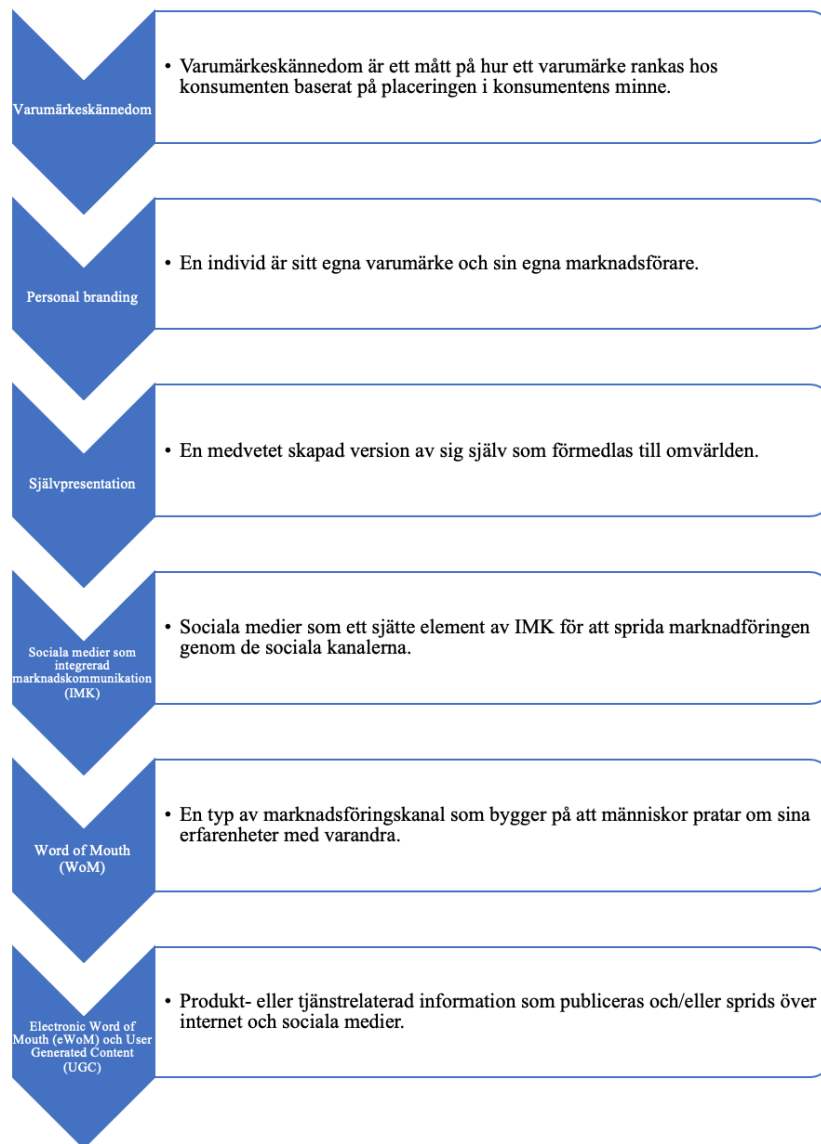 Varumärkeskännedom
• Varumärkeskännedom är ett mått på hur ett varumärke rankas hos
konsumenten baserat på placeringen i konsumentens minne.
Personal branding
• En individ är sitt egna varumärke och sin egna marknadsförare.
Självpresentation
• En medvetet skapad version av sig själv som förmedlas till omvärlden.
Sociala medier som
integrerad
marknadskommunikation
(IMK)
• Sociala medier som ett sjätte element av IMK för att sprida marknadföringen
genom de sociala kanalerna.
Word of Mouth
(WoM)
• En typ av marknadsföringskanal som bygger på att människor pratar om sina
erfarenheter med varandra.
Electronic Word of
Mouth (eWoM) och User
Generated Content
(UGC)
• Produkt- eller tjänstrelaterad information som publiceras och/eller sprids över
internet och sociala medier.